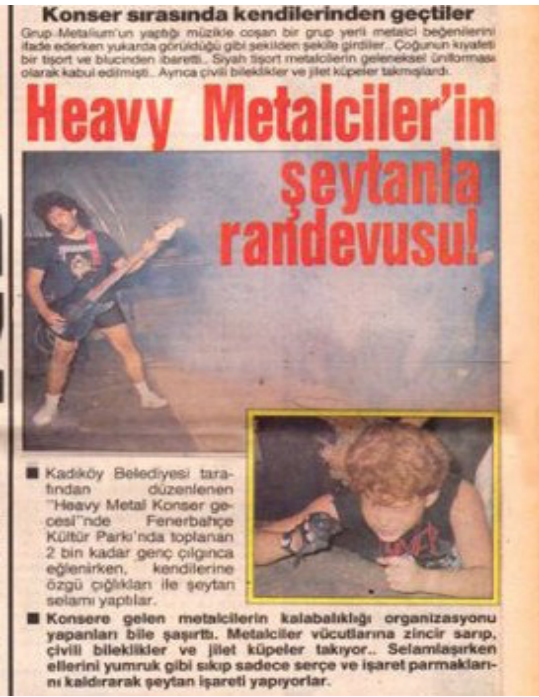 Konser sırasında kendilerinden geçtiler
Grup Metalium'un yaptığı müzikle coşan bir grup yerli metalci beğenilerini
ifade ederken yukarda görüldüğü gibi şekilden şekile girdiler.. Çoğunun kıyafeti
bir tişort ve blucinden ibaretti.. Siyah tişort metalcilerin geleneksel üniforması
olarak kabul edilmişti.. Ayrıca çivili bileklikler ve jilet küpeler takmışlardı.
Heavy Metalciler'in
şeytanla
randevusu!
■ Kadıköy Belediyesi tara-
fından düzenlenen
"Heavy Metal Konser ge-
cesi"nde Fenerbahçe
Kültür Parkı'nda toplanan
2 bin kadar genç çılgınca
eğlenirken, kendilerine
özgü çığlıkları ile şeytan
selamı yaptılar.
■ Konsere gelen metalcilerin kalabalıklığı organizasyonu
yapanları bile şaşırttı. Metalciler vücutlarına zincir sarıp,
çivili bileklikler ve jilet küpeler takıyor.. Selamlaşırken
ellerini yumruk gibi sıkıp sadece serçe ve işaret parmakları-
nı kaldırarak şeytan işareti yapıyorlar.